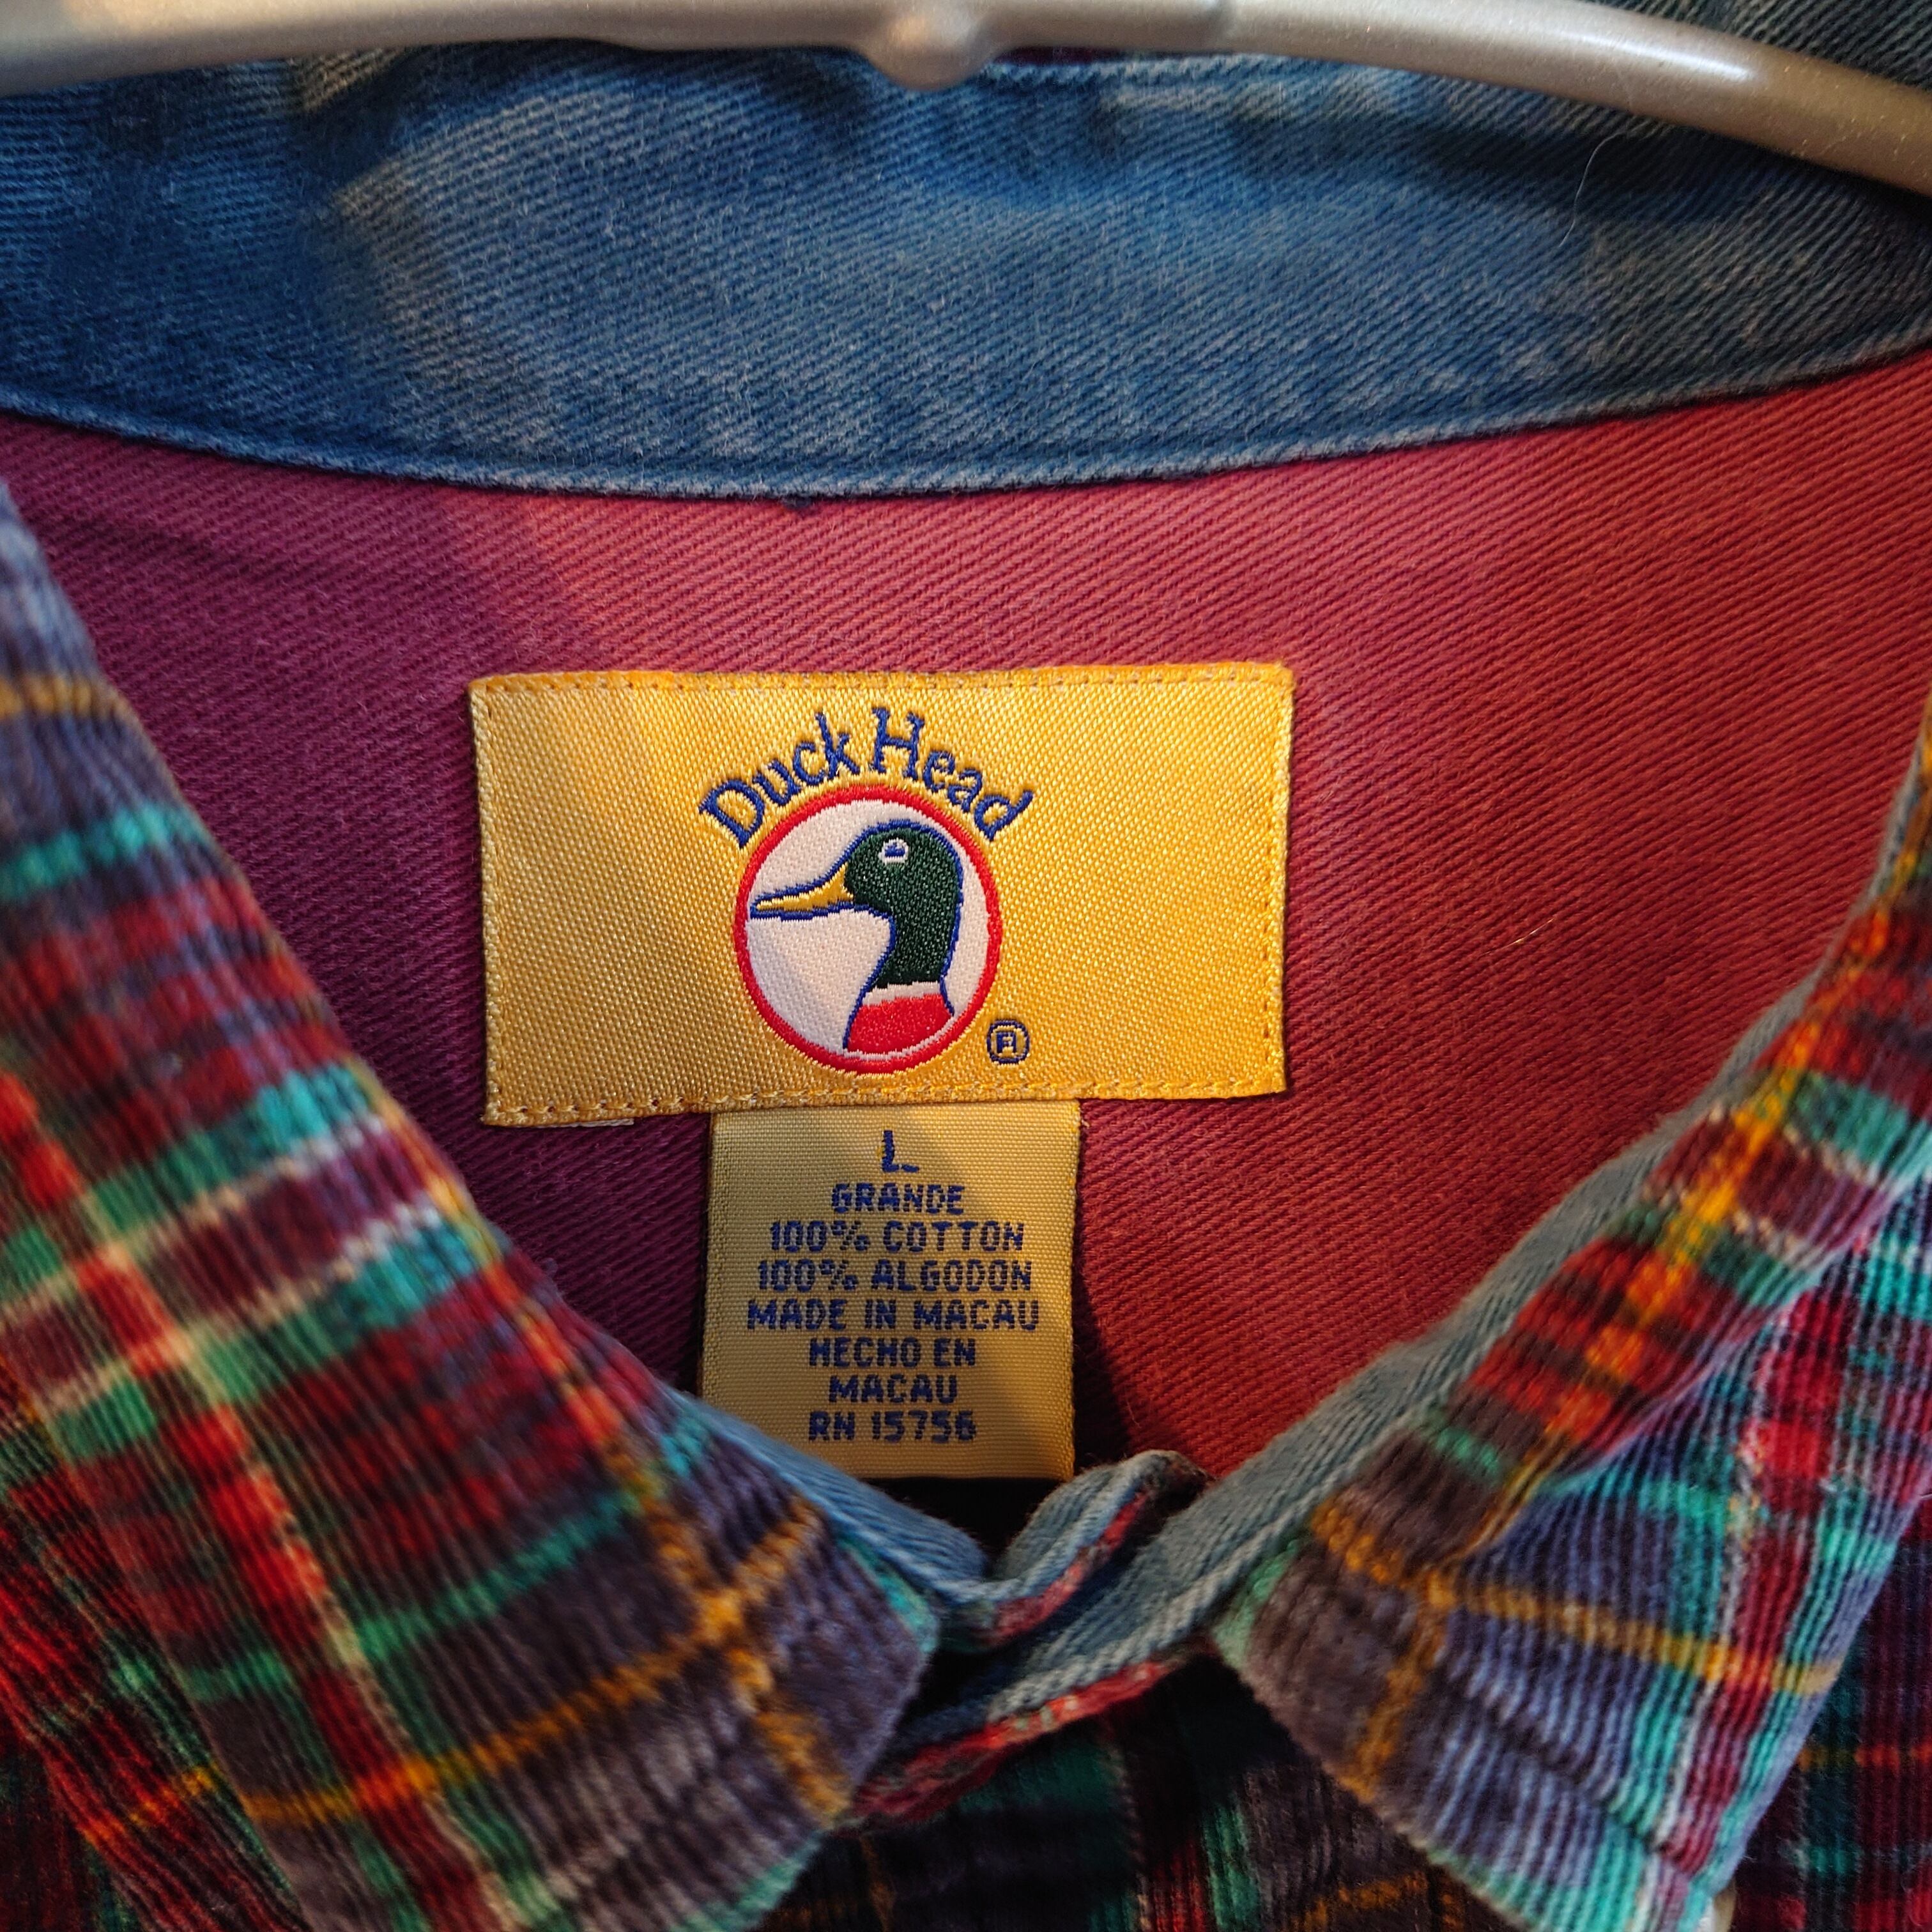 Duck Head
®
L
GRANDE
100% COTTON
100% ALGODON
MADE IN MACAU
HECHO EN
MACAU
RN 15756